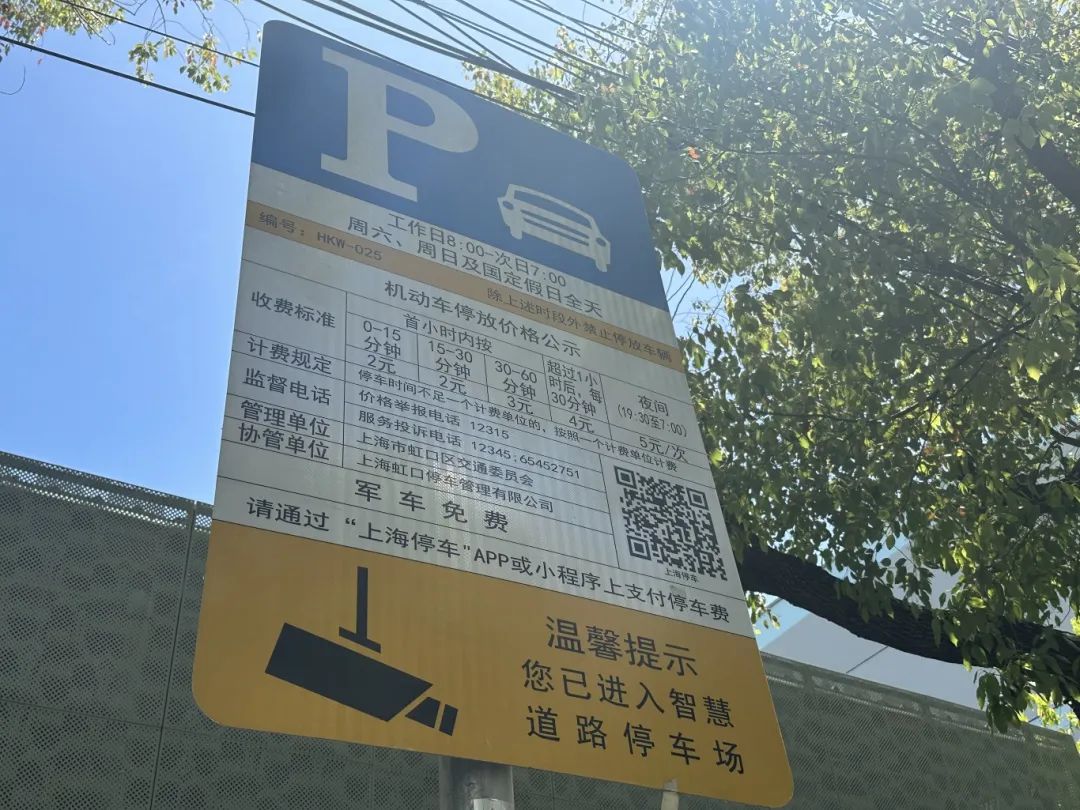 P
工作日8:00-次日7:00
周六、周日及国定假日全天
编号：HKW-025
除上述时段外禁止停放车辆
机动车停放价格公示
收费标准
首小时内按
0-15分钟
15-30分钟
30-60分钟
超过1小时后，每30分钟
夜间(19:30至7:00)
2元
2元
3元
4元
5元/次
计费规定
停车时间不足一个计费单位的，按照一个计费单位计费
监督电话
价格举报电话 12315
服务投诉电话 12345;65452751
管理单位
上海市虹口区交通委员会
协管单位
上海虹口停车管理有限公司
军车免费
上海停车
请通过“上海停车"APP或小程序上支付停车费
温馨提示
您已进入智慧
道路停车场